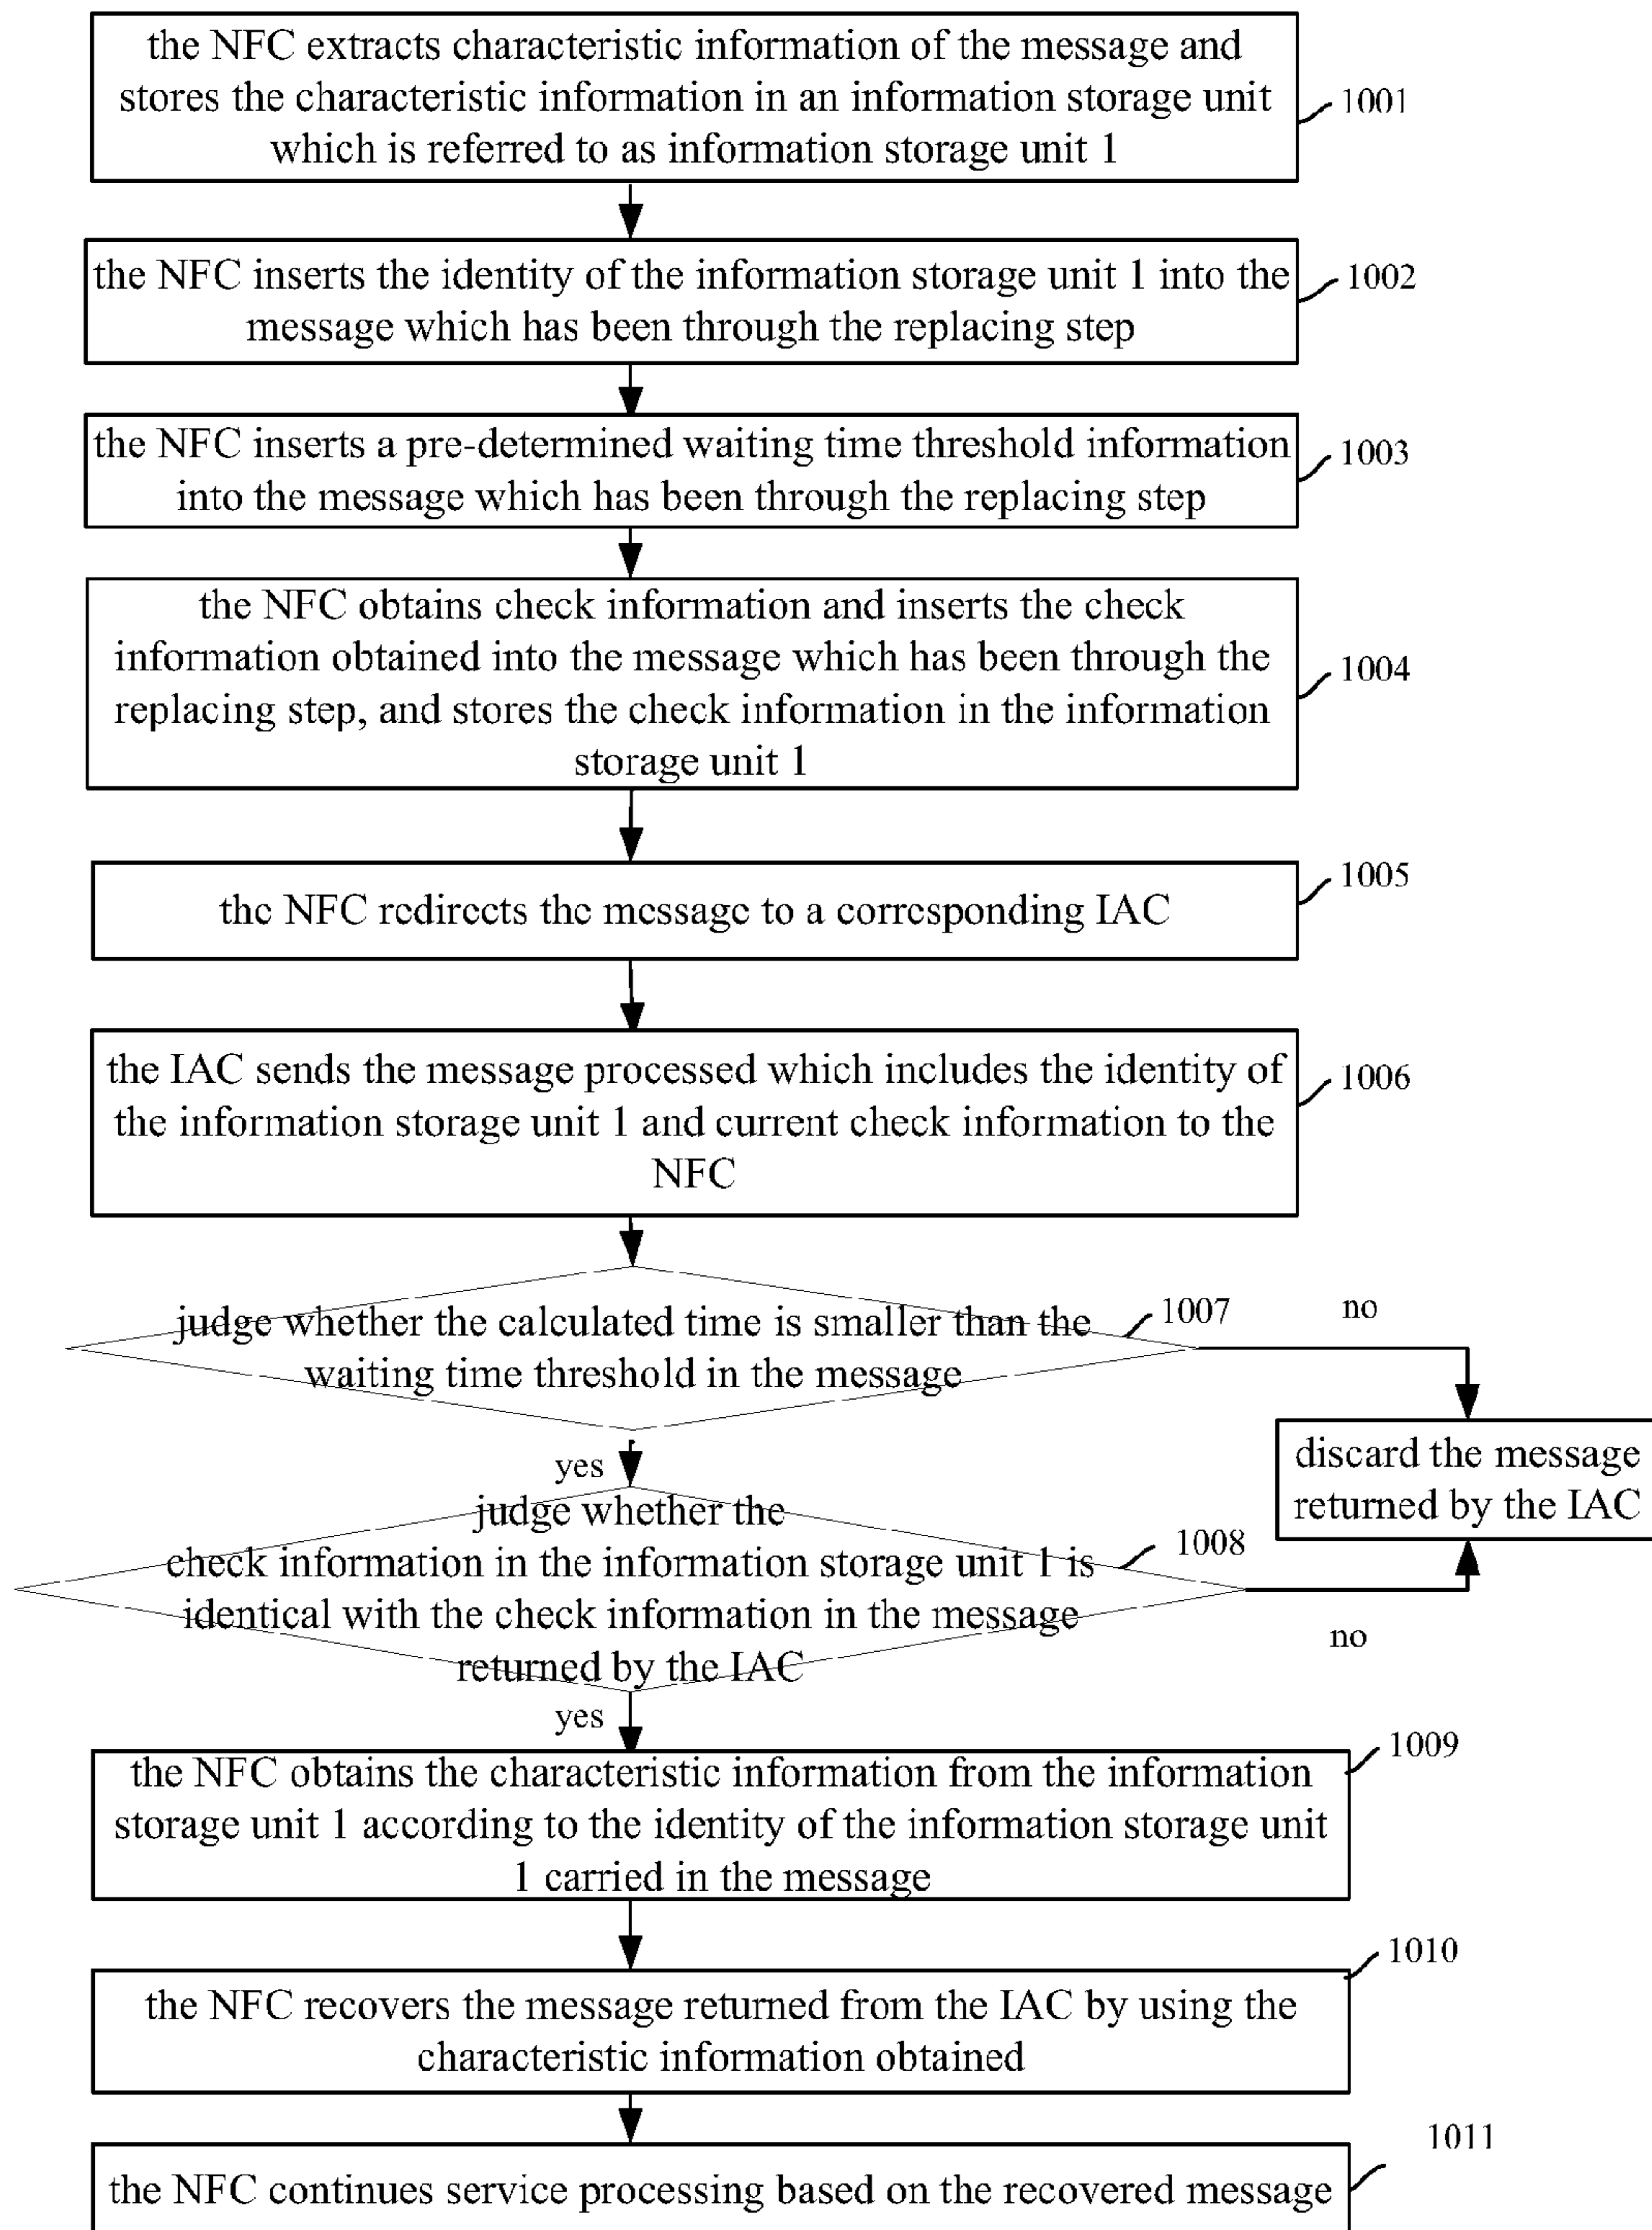 the NFC extracts characteristic information of the message and
stores the characteristic information in an information storage unit
which is referred to as information storage unit 1
1001
the NFC inserts the identity of the information storage unit 1 into the
message which has been through the replacing step
1002
the NFC inserts a pre-determined waiting time threshold information
into the message which has been through the replacing step
1003
the NFC obtains check information and inserts the check
information obtained into the message which has been through the
replacing step, and stores the check information in the information
storage unit 1
1004
the NFC redirects the message to a corresponding IAC
1005
the IAC sends the message processed which includes the identity of
the information storage unit 1 and current check information to the
NFC
1006
judge whether the calculated time is smaller than the
waiting time threshold in the message
1007
no
yes
discard the message
returned by the IAC
judge whether the
check information in the information storage unit 1 is
identical with the check information in the message
returned by the IAC
1008
no
yes
the NFC obtains the characteristic information from the information
storage unit 1 according to the identity of the information storage unit
1 carried in the message
1009
the NFC recovers the message returned from the IAC by using the
characteristic information obtained
1010
the NFC continues service processing based on the recovered message
1011